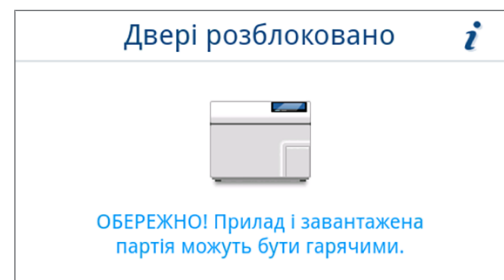 Двері розблоковано
ОБЕРЕЖНО! Прилад і завантажена
партія можуть бути гарячими.